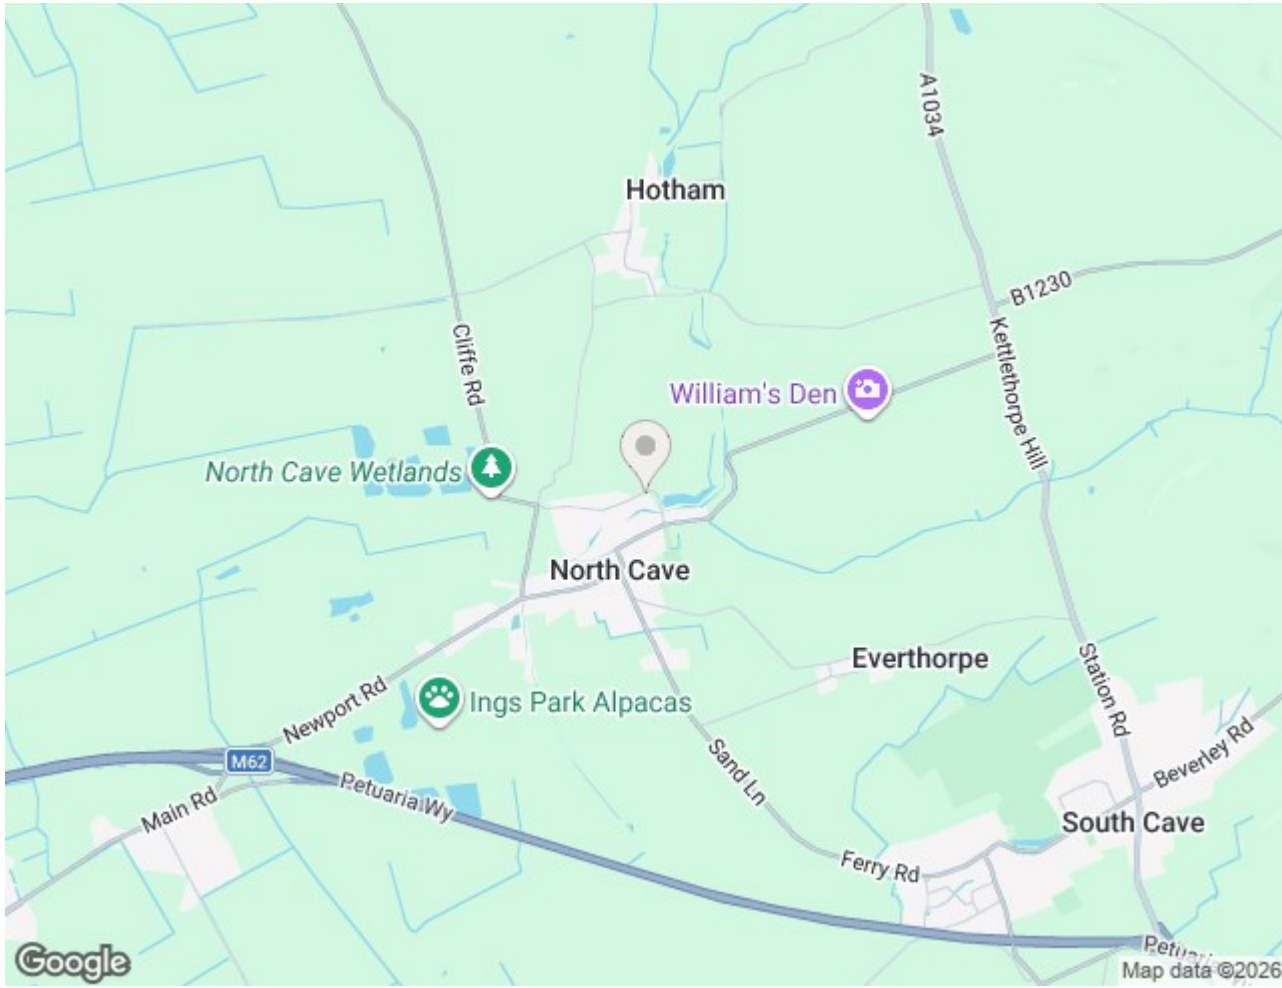 A1034
Hotham
B1230
Cliffe Rd
Kettlethorpe Hill
William's Den
North Cave Wetlands
North Cave
Everthorpe
Station Rd
Newport Rd
Ings Park Alpacas
Sand Ln
Beverley Rd
M62
Petuaria Wy
Main Rd
South Cave
Ferry Rd
Google
Map data ©2026